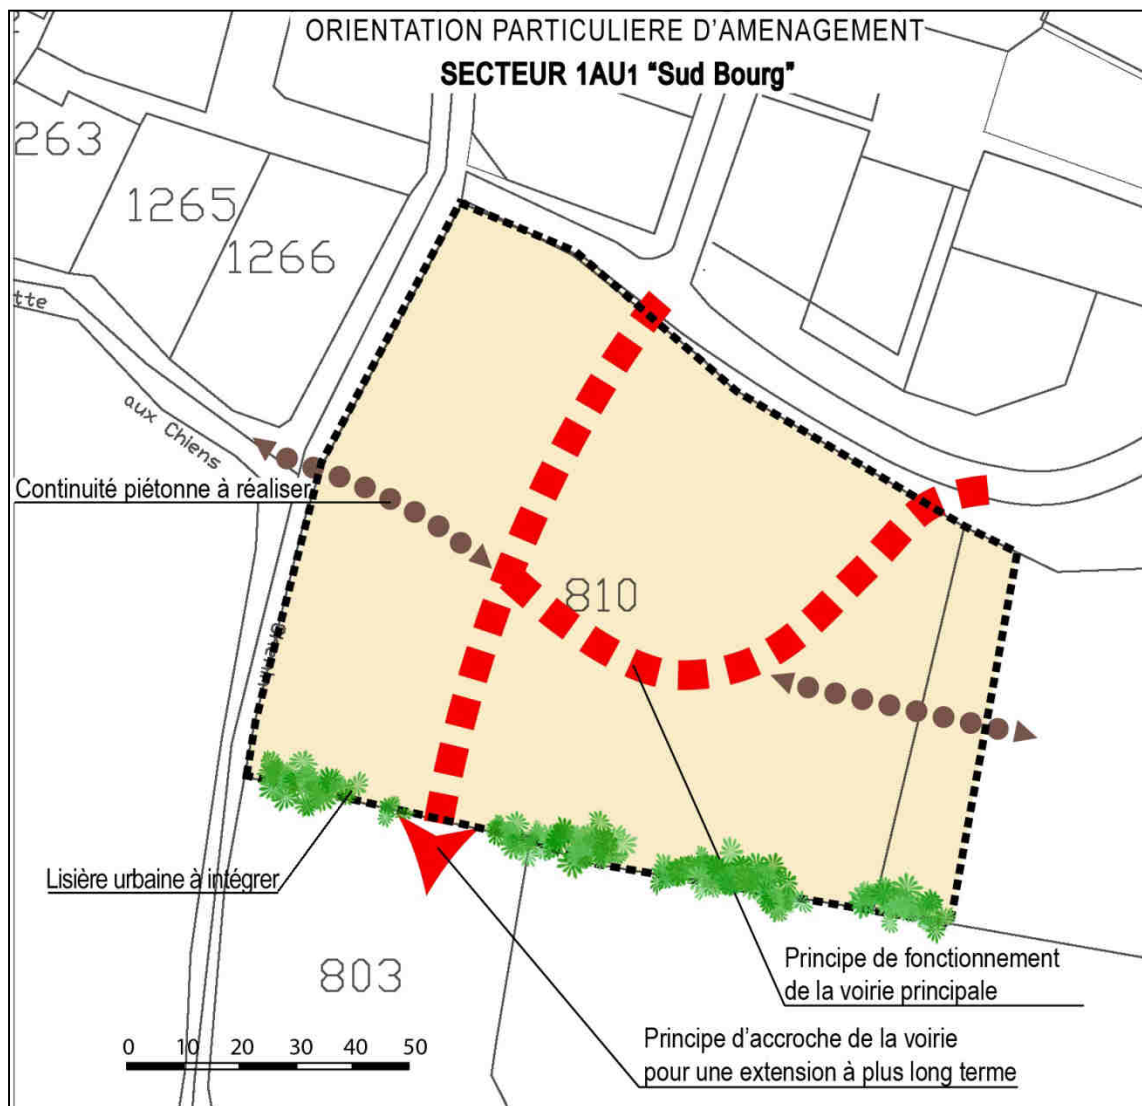 ORIENTATION PARTICULIERE D'AMENAGEMENT
SECTEUR 1AU1 "Sud Bourg"
263
1265
1266
tte
aux Chiens
Continuité piétonne à réaliser
810
Lisière urbaine à intégrer
803
Principe de fonctionnement
de la voirie principale
0 10 20 30 40 50
Principe d'accroche de la voirie
pour une extension à plus long terme